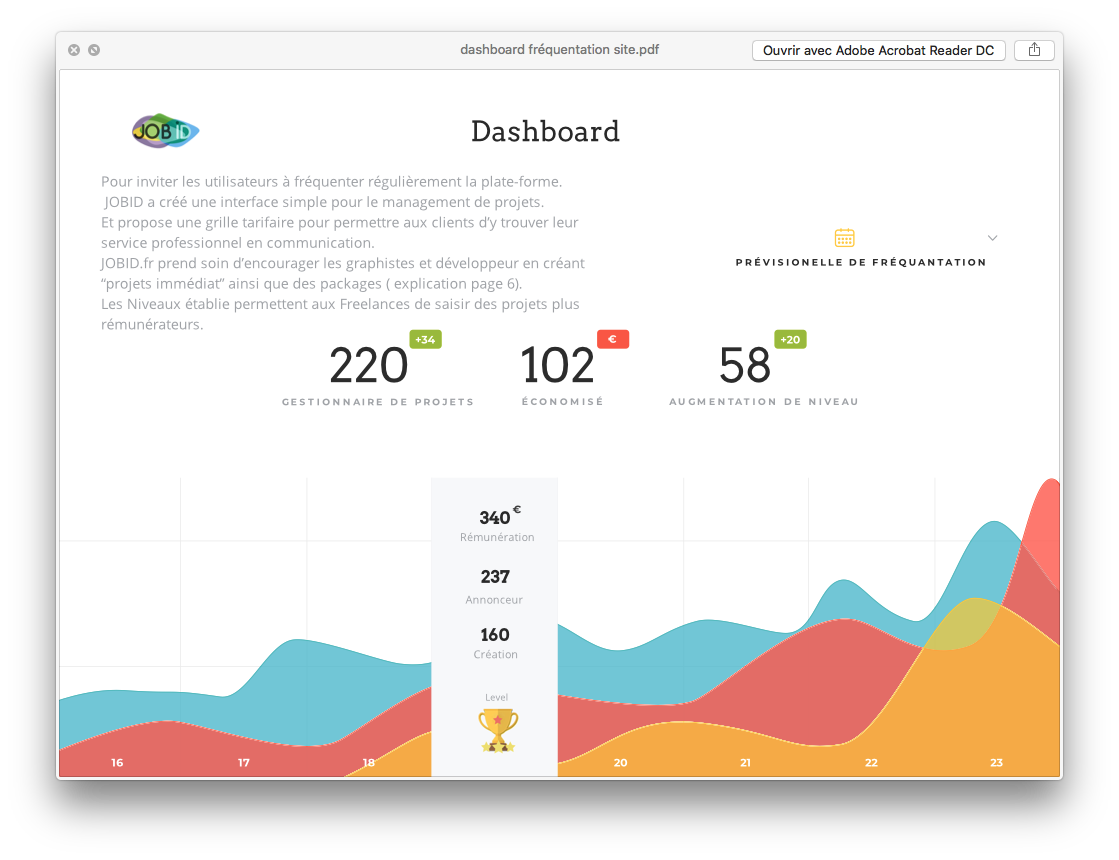 dashboard fréquentation site.pdf
Ouvrir avec Adobe Acrobat Reader DC
JOB ID
Dashboard
Pour inviter les utilisateurs à fréquenter régulièrement la plate-forme.
JOBID a créé une interface simple pour le management de projets.
Et propose une grille tarifaire pour permettre aux clients d’y trouver leur
service professionnel en communication.
JOBID.fr prend soin d’encourager les graphistes et développeur en créant
“projets immédiat” ainsi que des packages ( explication page 6).
Les Niveaux établie permettent aux Freelances de saisir des projets plus
rémunérateurs.
PRÉVISIONELLE DE FRÉQUANTATION
220 +34
GESTIONNAIRE DE PROJETS
102 €
ÉCONOMISÉ
58 +20
AUGMENTATION DE NIVEAU
340 €
Rémunération
237
Annonceur
160
Création
Level
16 17 18 20 21 22 23